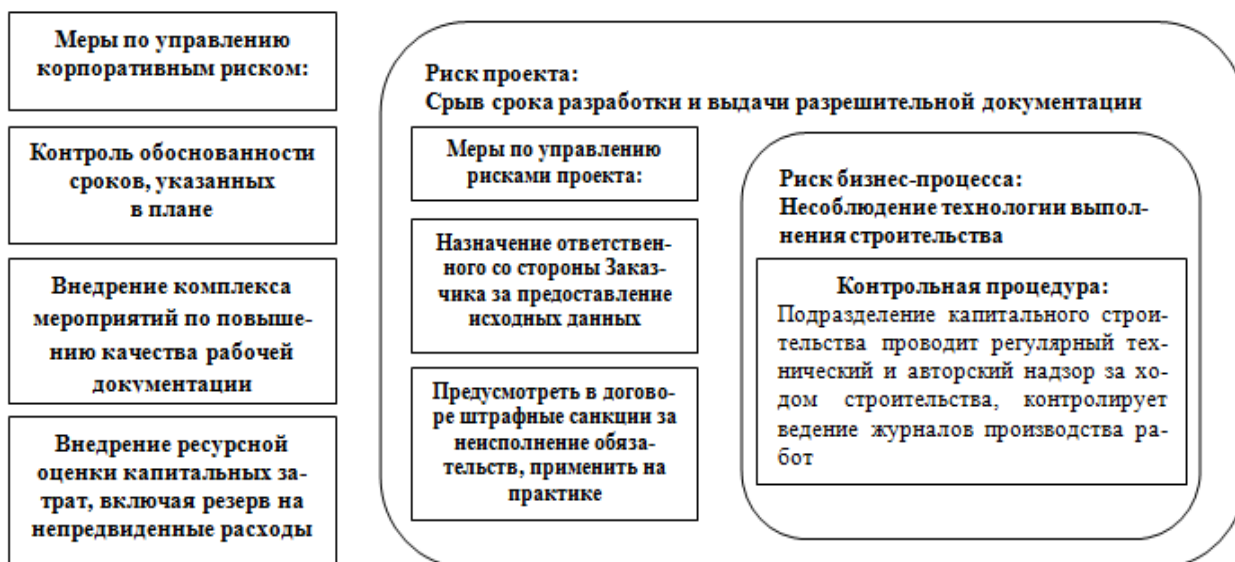 Меры по управлению
корпоративным риском:
Контроль обоснованности
сроков, указанных
в плане
Внедрение комплекса
мероприятий по повыше-
нию качества рабочей
документации
Внедрение ресурсной
оценки капитальных за-
трат, включая резерв на
непредвиденные расходы
Риск проекта:
Срыв срока разработки и выдачи разрешительной документации
Меры по управлению
рисками проекта:
Назначение ответствен-
ного со стороны Заказ-
чика за предоставление
исходных данных
Предусмотреть в догово-
ре штрафные санкции за
неисполнение обяза-
тельств, применить на
практике
Риск бизнес-процесса:
Несоблюдение технологии выпол-
нения строительства
Контрольная процедура:
Подразделение капитального строи-
тельства проводит регулярный тех-
нический и авторский надзор за хо-
дом строительства, контролирует
ведение журналов производства ра-
бот